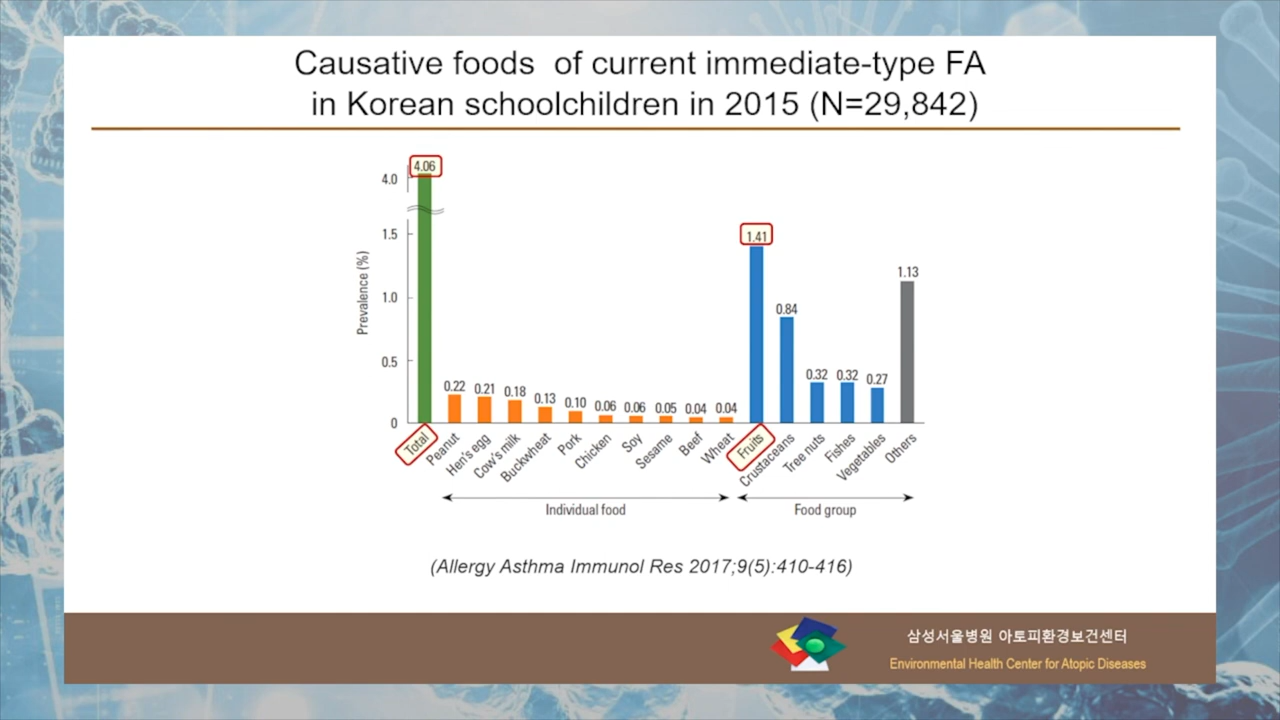 Causative foods of current immediate-type FA
in Korean schoolchildren in 2015 (N=29,842)
Prevalence (%)
4.0
1.5
1.0
0.5
0
4.06
0.22
0.21
0.18
0.13
0.10
0.06
0.06
0.05
0.04
0.04
1.41
0.84
0.32
0.32
0.27
1.13
Total
Peanut
Hen's egg
Cow's milk
Buckwheat
Pork
Chicken
Soy
Sesame
Beef
Wheat
Fruits
Crustaceans
Tree nuts
Fishes
Vegetables
Others
Individual food
Food group
(Allergy Asthma Immunol Res 2017;9(5):410-416)
삼성서울병원 아토피환경보건센터
Environmental Health Center for Atopic Diseases